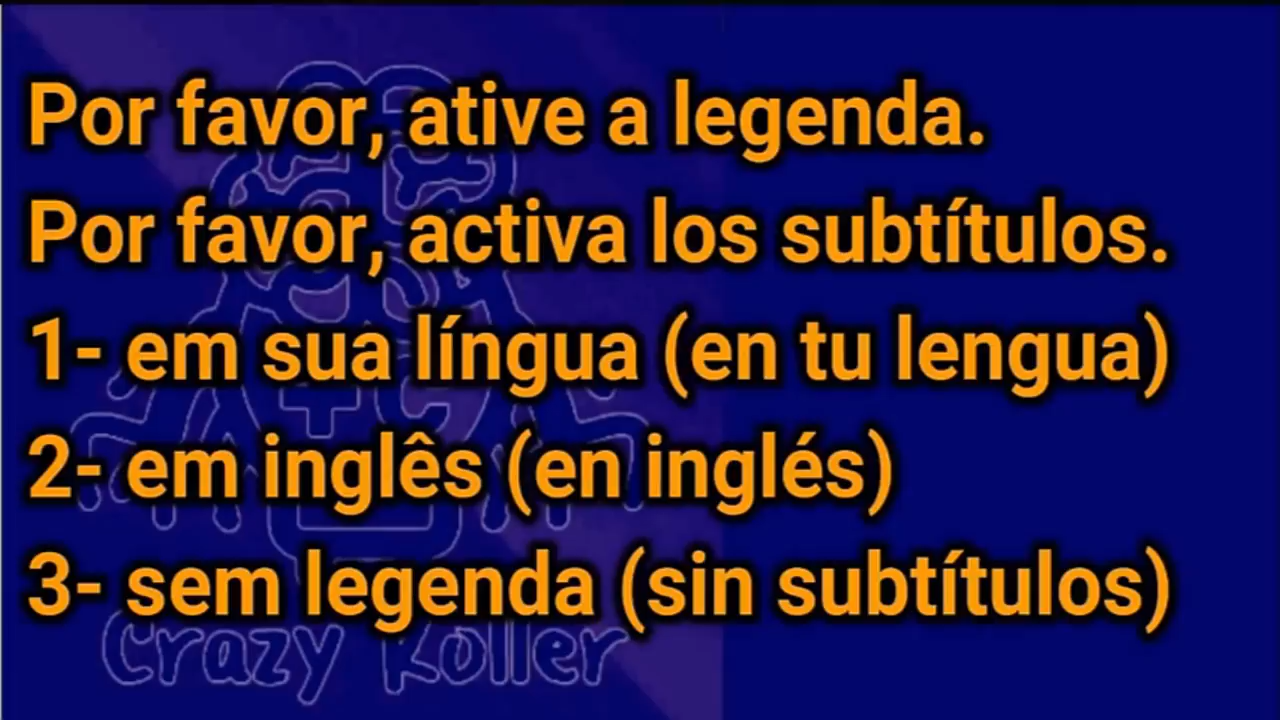 Por favor, ative a legenda.
Por favor, activa los subtítulos.
1- em sua língua (en tu lengua)
2- em inglês (en inglés)
3- sem legenda (sin subtítulos)
Crazy Koller